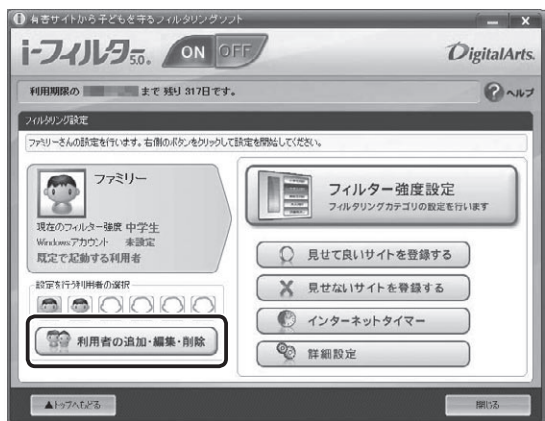 有害サイトから子どもを守るフィルタリングソフト
i-フィルター5.0.
ON OFF
DigitalArts.
利用期限の まで 残り 317日です。
ヘルプ
フィルタリング設定
ファミリーさんの設定を行います。右側のボタンをクリックして設定を開始してください。
ファミリー
現在のフィルター強度 中学生
Windowsアカウント 未設定
既定で起動する利用者
設定を行う利用者の選択
利用者の追加・編集・削除
フィルター強度設定
フィルタリングカテゴリの設定を行います
見せて良いサイトを登録する
見せないサイトを登録する
インターネットタイマー
詳細設定
▲トップへもどる
閉じる